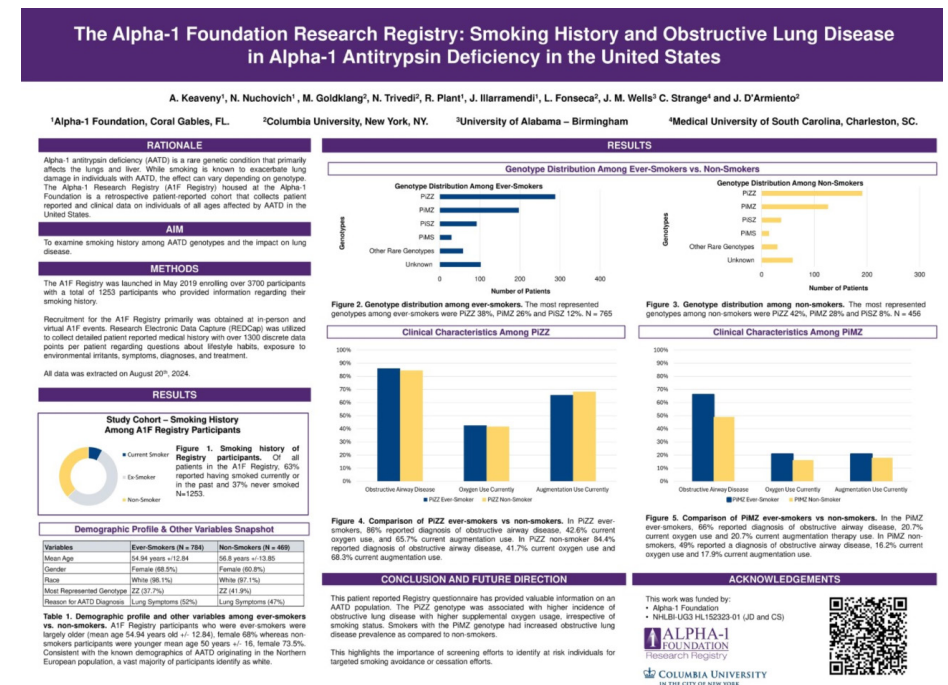 The Alpha-1 Foundation Research Registry: Smoking History and Obstructive Lung Disease
in Alpha-1 Antitrypsin Deficiency in the United States
A. Keaveny¹, N. Nuchovich¹ , M. Goldklang², N. Trivedi², R. Plant¹, J. Illarramendi¹, L. Fonseca², J. M. Wells³ C. Strange⁴ and J. D'Armiento²
¹Alpha-1 Foundation, Coral Gables, FL. ²Columbia University, New York, NY. ³University of Alabama – Birmingham ⁴Medical University of South Carolina, Charleston, SC.
RATIONALE
Alpha-1 antitrypsin deficiency (AATD) is a rare genetic condition that primarily
affects the lungs and liver. While smoking is known to exacerbate lung
damage in individuals with AATD, the effect can vary depending on genotype.
The Alpha-1 Research Registry (A1F Registry) housed at the Alpha-1
Foundation is a retrospective patient-reported cohort that collects patient
reported and clinical data on individuals of all ages affected by AATD in the
United States.
AIM
To examine smoking history among AATD genotypes and the impact on lung
disease.
METHODS
The A1F Registry was launched in May 2019 enrolling over 3700 participants
with a total of 1253 participants who provided information regarding their
smoking history.
Recruitment for the A1F Registry primarily was obtained at in-person and
virtual A1F events. Research Electronic Data Capture (REDCap) was utilized
to collect detailed patient reported medical history with over 1300 discrete data
points per patient regarding questions about lifestyle habits, exposure to
environmental irritants, symptoms, diagnoses, and treatment.
All data was extracted on August 20th, 2024.
RESULTS
Study Cohort – Smoking History
Among A1F Registry Participants
Current Smoker
Ex-Smoker
Non-Smoker
Figure 1. Smoking history of
Registry participants. Of all
patients in the A1F Registry, 63%
reported having smoked currently or
in the past and 37% never smoked
N=1253.
Demographic Profile & Other Variables Snapshot
Variables Ever-Smokers (N = 784) Non-Smokers (N = 469)
Mean Age 54.94 years +/12.84 56.8 years +/-13.85
Gender Female (68.5%) Female (60.8%)
Race White (98.1%) White (97.1%)
Most Represented Genotype ZZ (37.7%) ZZ (41.9%)
Reason for AATD Diagnosis Lung Symptoms (52%) Lung Symptoms (47%)
Table 1. Demographic profile and other variables among ever-smokers
vs. non-smokers. A1F Registry participants who were ever-smokers were
largely older (mean age 54.94 years old +/- 12.84), female 68% whereas non-
smokers participants were younger mean age 50 years +/- 16, female 73.5%.
Consistent with the known demographics of AATD originating in the Northern
European population, a vast majority of participants identify as white.
RESULTS
Genotype Distribution Among Ever-Smokers vs. Non-Smokers
Genotype Distribution Among Ever-Smokers
Genotypes
PiZZ
PiMZ
PiSZ
PiMS
Other Rare Genotypes
Unknown
0 100 200 300 400
Number of Patients
Figure 2. Genotype distribution among ever-smokers. The most represented
genotypes among ever-smokers were PiZZ 38%, PiMZ 26% and PiSZ 12%. N = 765
Genotype Distribution Among Non-Smokers
Genotypes
PiZZ
PiMZ
PiSZ
PiMS
Other Rare Genotypes
Unknown
0 100 200 300
Number of Patients
Figure 3. Genotype distribution among non-smokers. The most represented
genotypes among non-smokers were PiZZ 42%, PiMZ 28% and PiSZ 8%. N = 456
Clinical Characteristics Among PiZZ
100%
90%
80%
70%
60%
50%
40%
30%
20%
10%
0%
Obstructive Airway Disease Oxygen Use Currently Augmentation Use Currently
PiZZ Ever-Smoker PiZZ Non-Smoker
Figure 4. Comparison of PiZZ ever-smokers vs non-smokers. In PiZZ ever-
smokers, 86% reported diagnosis of obstructive airway disease, 42.6% current
oxygen use, and 65.7% current augmentation use. In PiZZ non-smoker 84.4%
reported diagnosis of obstructive airway disease, 41.7% current oxygen use and
68.3% current augmentation use.
Clinical Characteristics Among PiMZ
100%
90%
80%
70%
60%
50%
40%
30%
20%
10%
0%
Obstructive Airway Disease Oxygen Use Currently Augmentation Use Currently
PiMZ Ever-Smoker PiMZ Non-Smoker
Figure 5. Comparison of PiMZ ever-smokers vs non-smokers. In the PiMZ
ever-smokers, 66% reported diagnosis of obstructive airway disease, 20.7%
current oxygen use and 20.7% current augmentation therapy use. In PiMZ non-
smokers, 49% reported a diagnosis of obstructive airway disease, 16.2% current
oxygen use and 17.9% current augmentation use.
CONCLUSION AND FUTURE DIRECTION
This patient reported Registry questionnaire has provided valuable information on an
AATD population. The PiZZ genotype was associated with higher incidence of
obstructive lung disease with higher supplemental oxygen usage, irrespective of
smoking status. Smokers with the PiMZ genotype had increased obstructive lung
disease prevalence as compared to non-smokers.
This highlights the importance of screening efforts to identify at risk individuals for
targeted smoking avoidance or cessation efforts.
ACKNOWLEDGEMENTS
This work was funded by:
• Alpha-1 Foundation
• NHLBI-UG3 HL152323-01 (JD and CS)
ALPHA-1
FOUNDATION
Research Registry
COLUMBIA UNIVERSITY
IN THE CITY OF NEW YORK